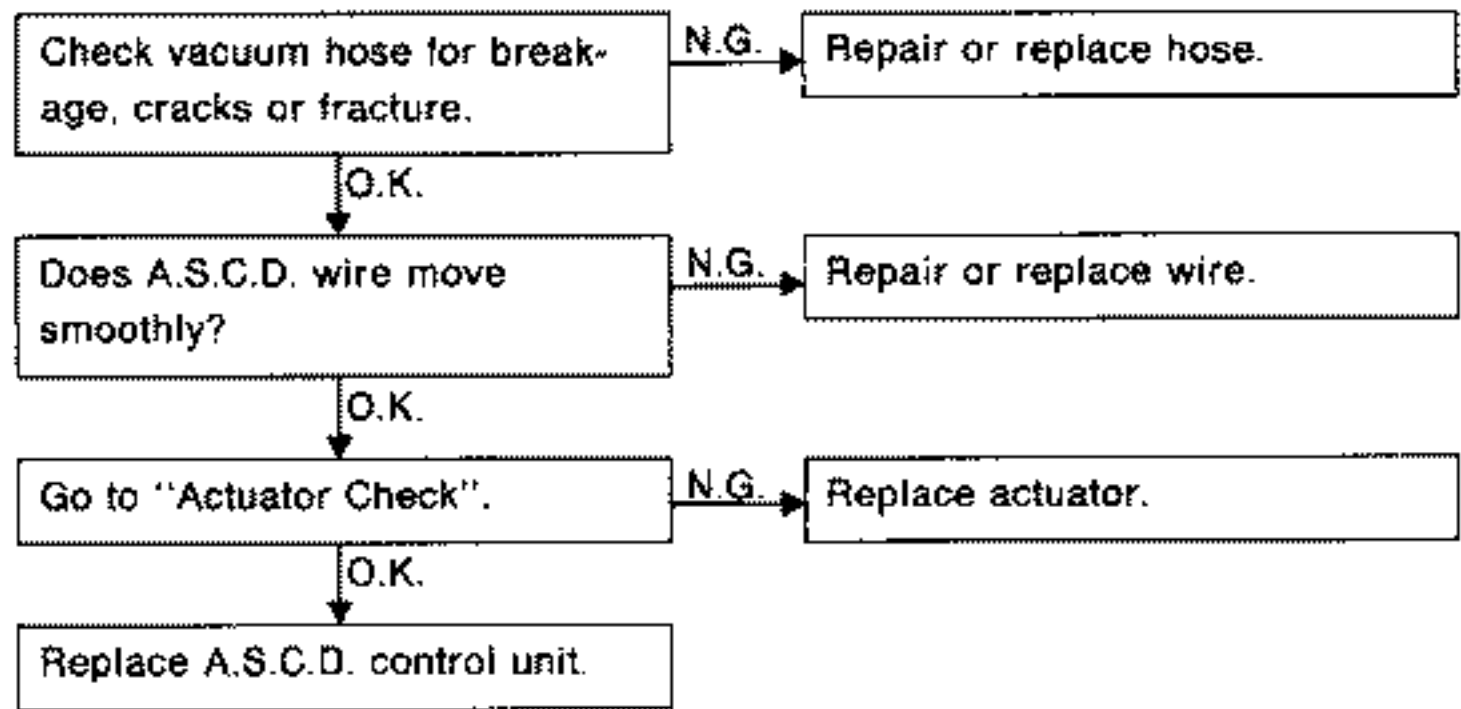 Check vacuum hose for break-
age, cracks or fracture.
N.G.
Repair or replace hose.
O.K.
Does A.S.C.D. wire move
smoothly?
N.G.
Repair or replace wire.
O.K.
Go to "Actuator Check".
N.G.
Replace actuator.
O.K.
Replace A.S.C.D. control unit.